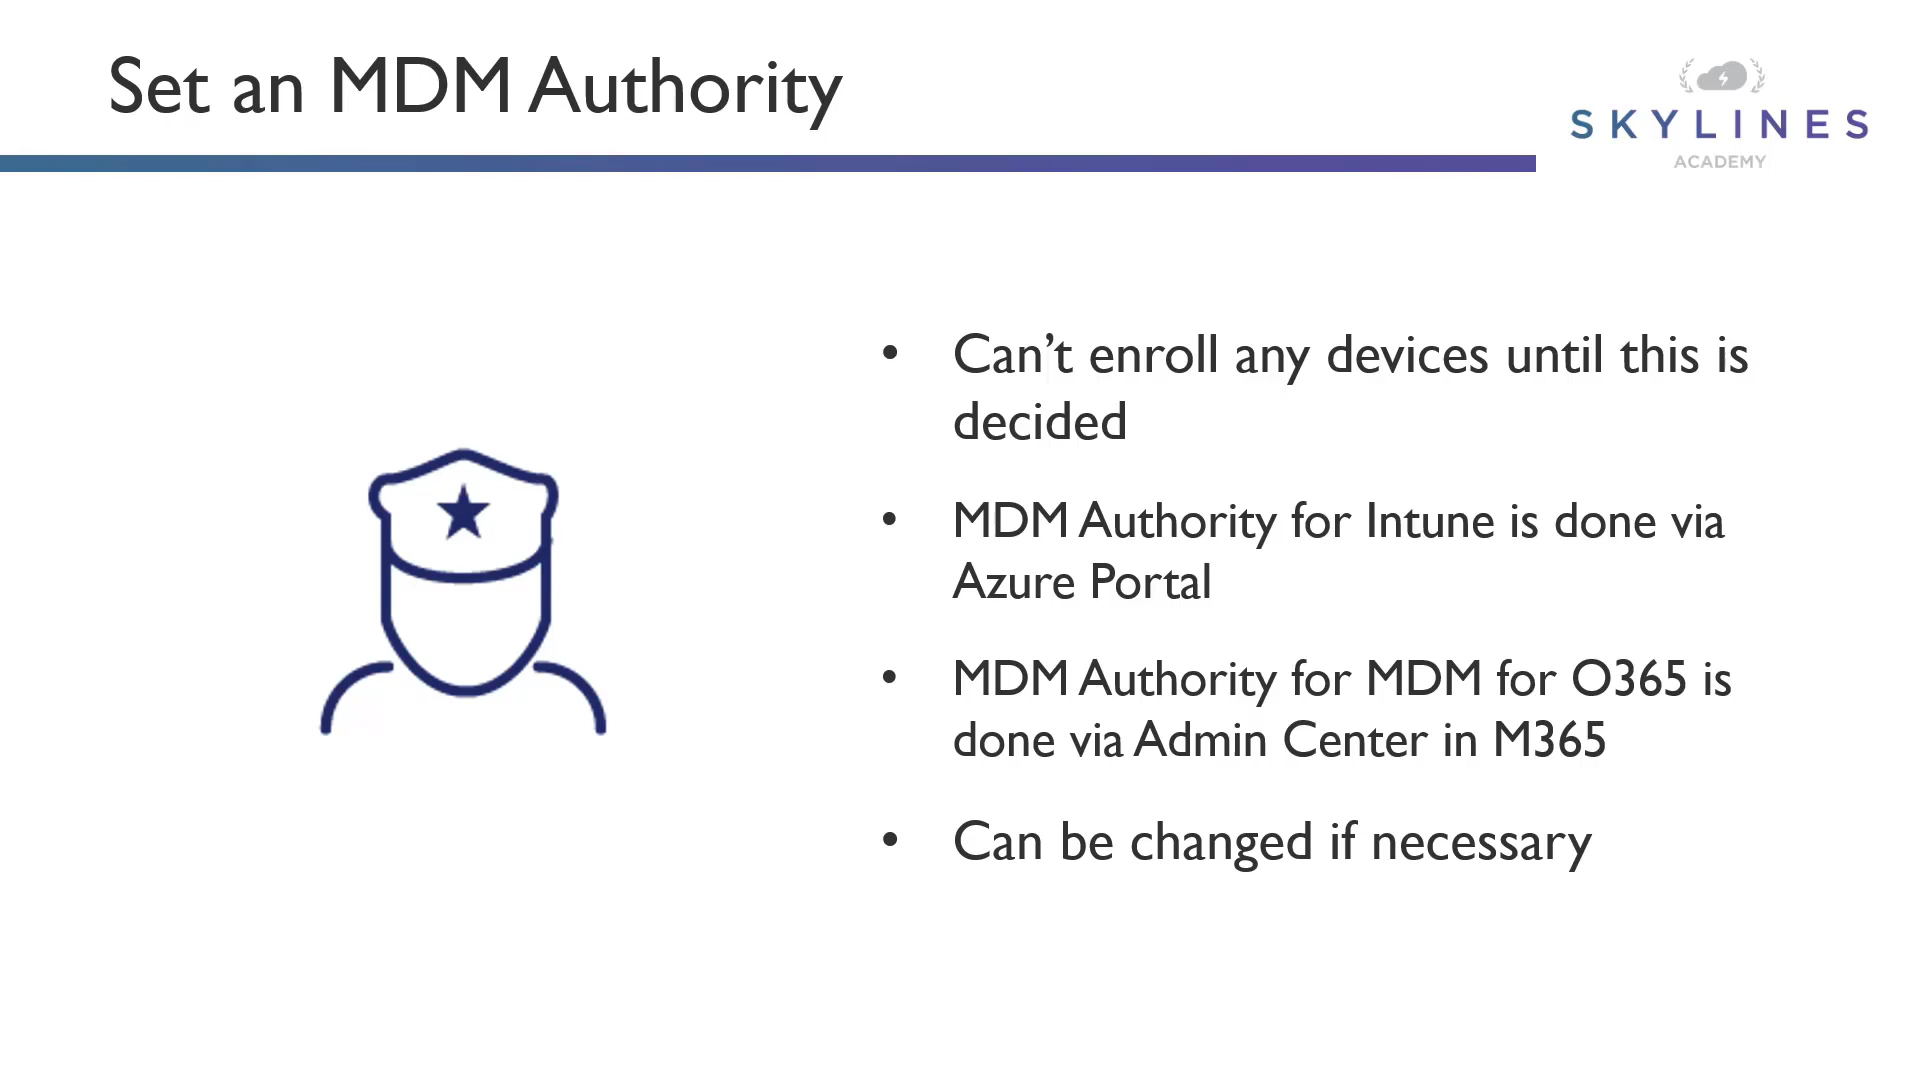 Set an MDM Authority
SKYLINES
ACADEMY
• Can’t enroll any devices until this is
decided
• MDM Authority for Intune is done via
Azure Portal
• MDM Authority for MDM for O365 is
done via Admin Center in M365
• Can be changed if necessary